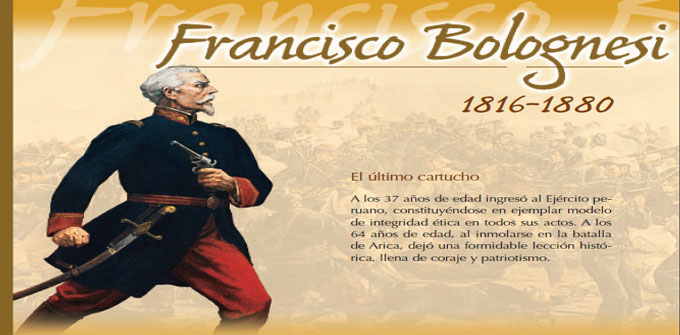 Francisco B
Francisco Bolognesi
1816-1880
El último cartucho
A los 37 años de edad ingresó al Ejército pe-
ruano, constituyéndose en ejemplar modelo
de integridad ética en todos sus actos. A los
64 años de edad, al inmolarse en la batalla
de Arica, dejó una formidable lección histó-
rica, llena de coraje y patriotismo.